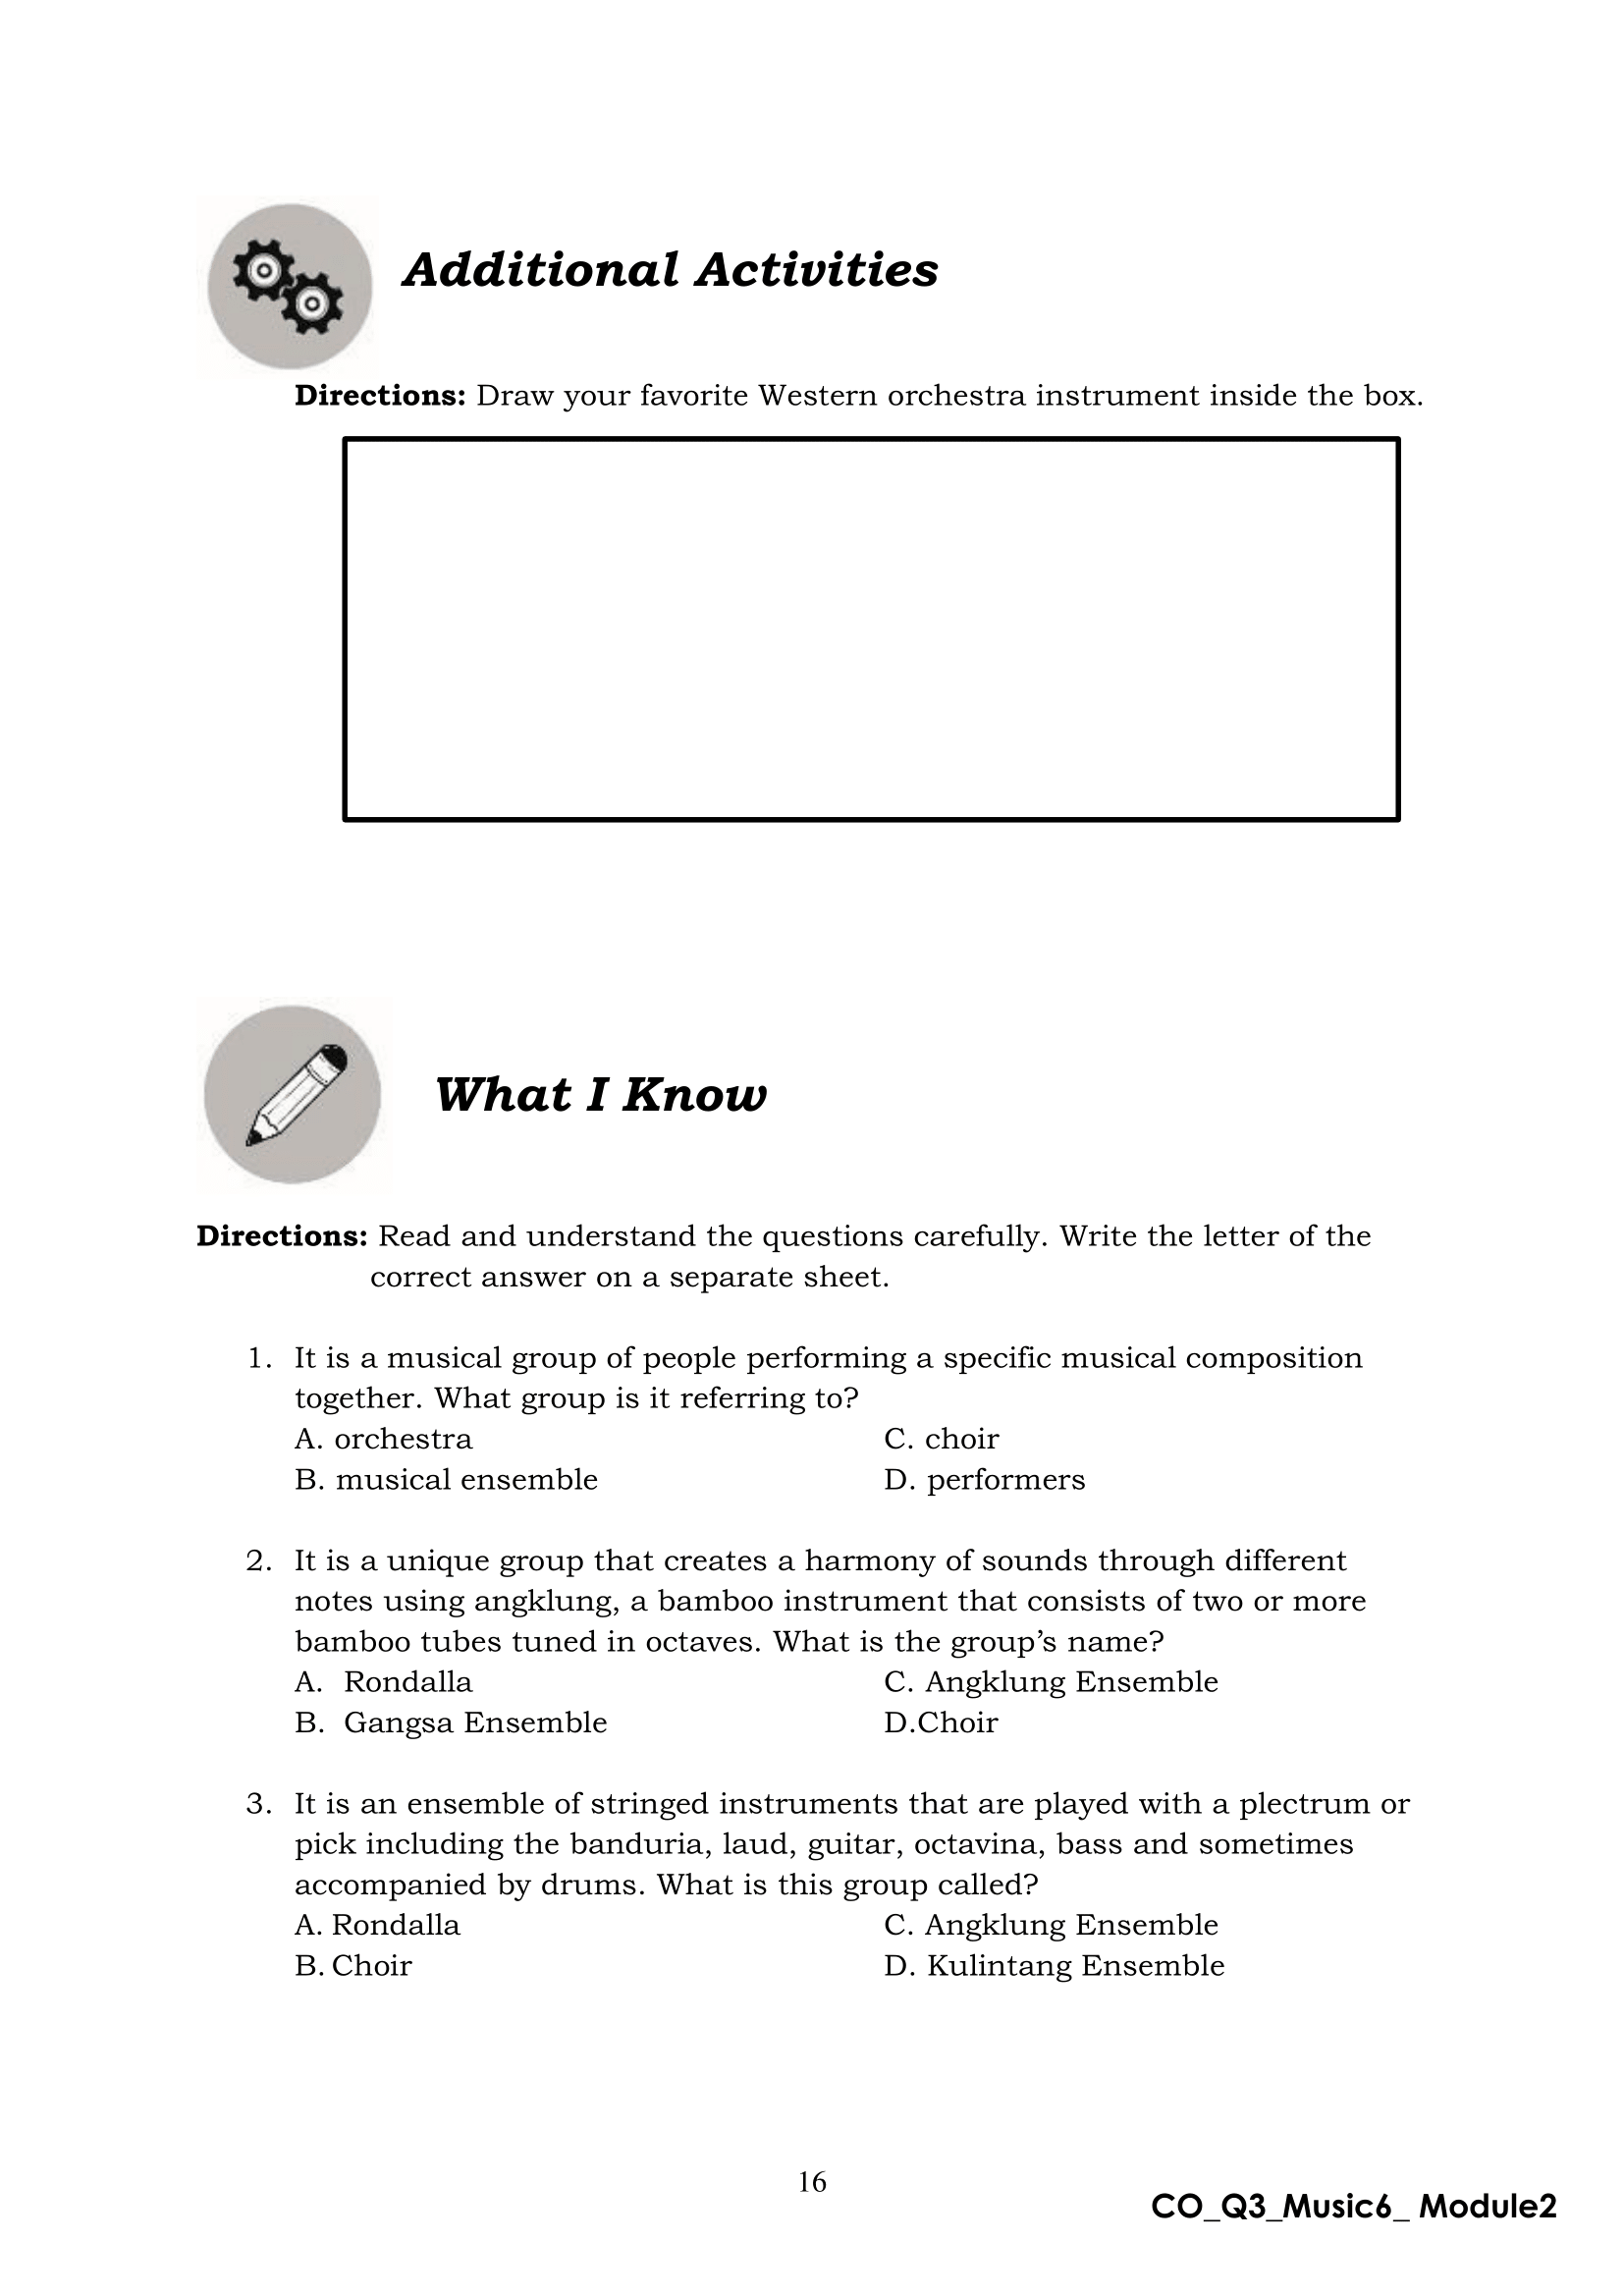 Additional Activities
Directions: Draw your favorite Western orchestra instrument inside the box.
What I Know
Directions: Read and understand the questions carefully. Write the letter of the
correct answer on a separate sheet.
1. It is a musical group of people performing a specific musical composition
together. What group is it referring to?
A. orchestra C. choir
B. musical ensemble D. performers
2. It is a unique group that creates a harmony of sounds through different
notes using angklung, a bamboo instrument that consists of two or more
bamboo tubes tuned in octaves. What is the group’s name?
A. Rondalla C. Angklung Ensemble
B. Gangsa Ensemble D.Choir
3. It is an ensemble of stringed instruments that are played with a plectrum or
pick including the banduria, laud, guitar, octavina, bass and sometimes
accompanied by drums. What is this group called?
A. Rondalla C. Angklung Ensemble
B. Choir D. Kulintang Ensemble
16
CO_Q3_Music6_ Module2